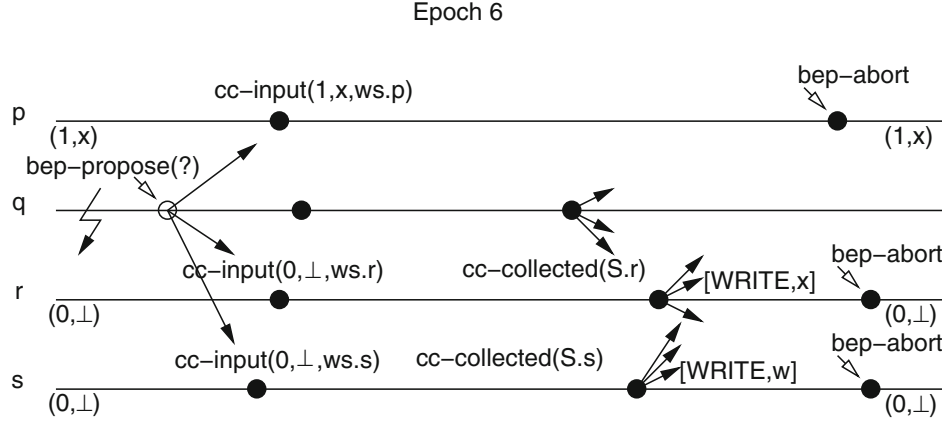 Epoch 6
bep-abort
cc-input(1,x,ws.p)
p
(1,x)
(1,x)
bep-propose(?)
q
cc-input(0,⊥,ws.r)
cc-collected(S.r)
bep-abort
[WRITE,x]
r
(0,⊥)
(0,⊥)
bep-abort
cc-input(0,⊥,ws.s)
cc-collected(S.s)
[WRITE,w]
s
(0,⊥)
(0,⊥)